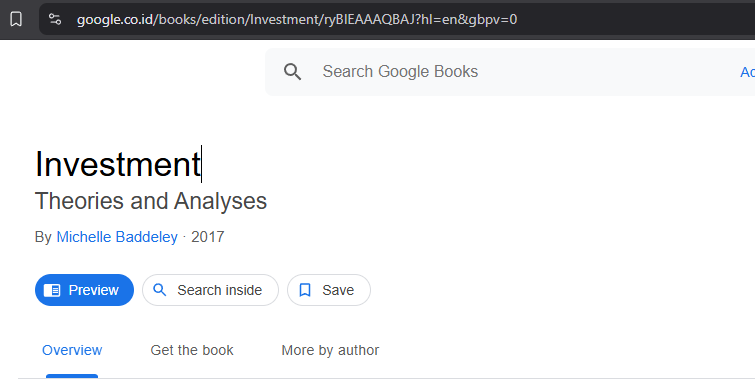 google.co.id/books/edition/Investment/ryBIEAAAQBAJ?hl=en&gbpv=0
Search Google Books
Investment
Theories and Analyses
By Michelle Baddeley · 2017
Preview Search inside Save
Overview Get the book More by author